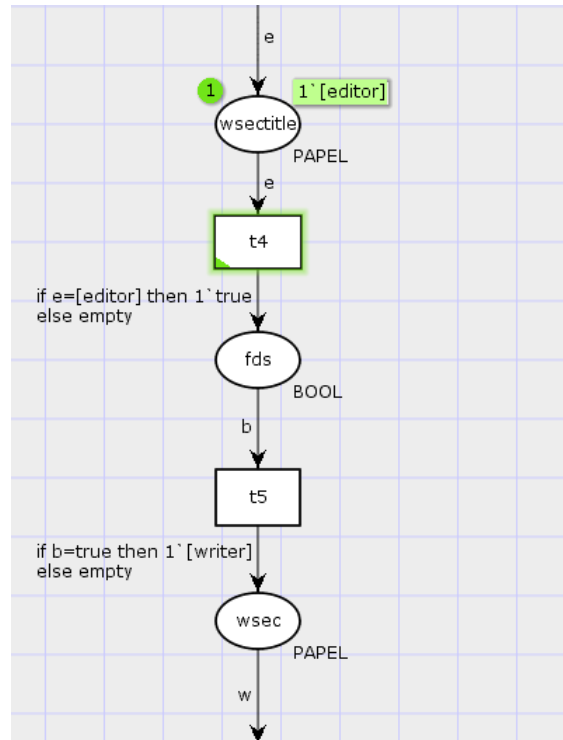 e
1
1`[editor]
wsectitle
PAPEL
e
t4
if e=[editor] then 1`true
else empty
fds
BOOL
b
t5
if b=true then 1`[writer]
else empty
wsec
PAPEL
w